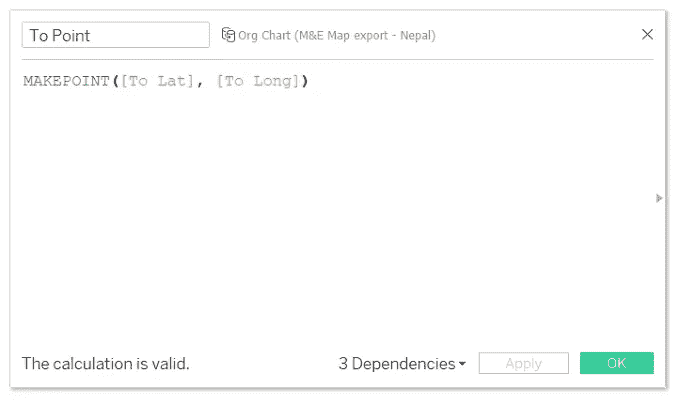 To Point Org Chart (M&E Map export - Nepal)
MAKEPOINT([To Lat], [To Long])
The calculation is valid. 3 Dependencies Apply OK